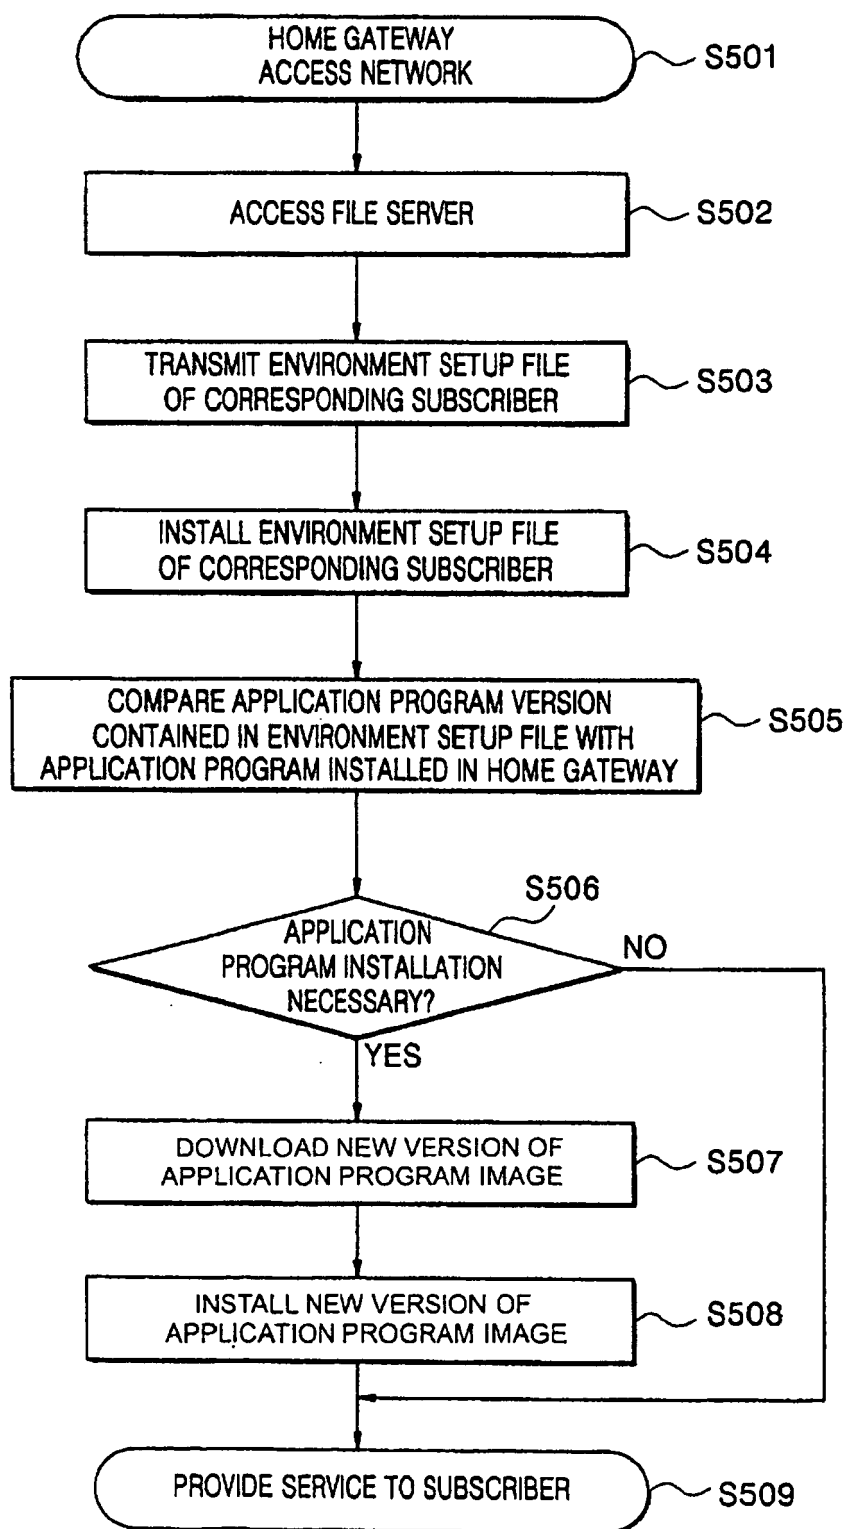 HOME GATEWAY
ACCESS NETWORK
S501
ACCESS FILE SERVER
S502
TRANSMIT ENVIRONMENT SETUP FILE
OF CORRESPONDING SUBSCRIBER
S503
INSTALL ENVIRONMENT SETUP FILE
OF CORRESPONDING SUBSCRIBER
S504
COMPARE APPLICATION PROGRAM VERSION
CONTAINED IN ENVIRONMENT SETUP FILE WITH
APPLICATION PROGRAM INSTALLED IN HOME GATEWAY
S505
S506
APPLICATION
PROGRAM INSTALLATION
NECESSARY?
NO
YES
DOWNLOAD NEW VERSION OF
APPLICATION PROGRAM IMAGE
S507
INSTALL NEW VERSION OF
APPLICATION PROGRAM IMAGE
S508
PROVIDE SERVICE TO SUBSCRIBER
S509